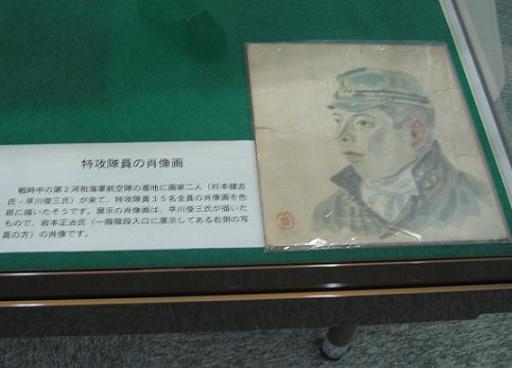 特攻隊員の肖像画
戦時中の第２河和海軍航空隊の基地に画家二人（杉本健吉
氏・早川俊三氏）が来て、特攻隊員３５名全員の肖像画を色
紙に描いたそうです。展示の肖像画は、早川俊三氏が描いた
もので、岩本正治氏（一階階段入口に展示してある右側の写
真の方）の肖像です。